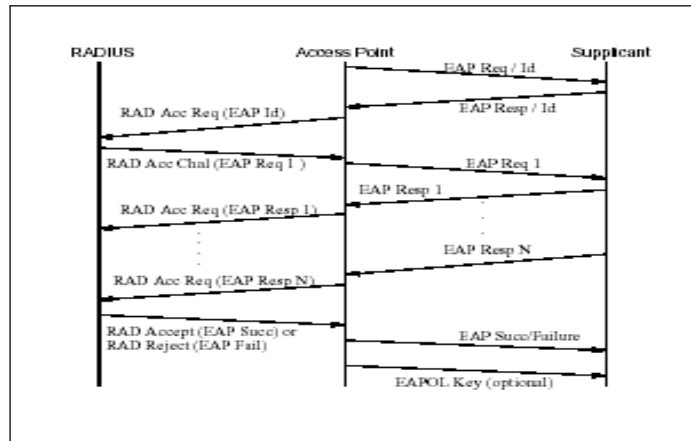 RADIUS Access Point Supplicant
EAP Req / Id
EAP Resp / Id
RAD Acc Req (EAP Id)
RAD Acc Chal (EAP Req 1 )
EAP Req 1
EAP Resp 1
RAD Acc Req (EAP Resp 1)
EAP Resp N
RAD Acc Req (EAP Resp N)
RAD Accept (EAP Succ) or
RAD Reject (EAP Fail)
EAP Succ/Failure
EAPOL Key (optional)